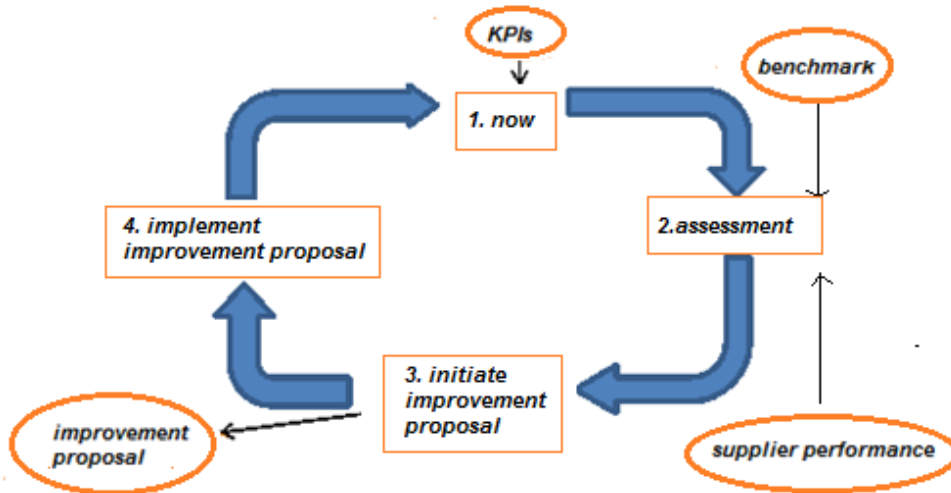 KPIs
benchmark
1. now
4. implement
improvement proposal
2.assessment
3. initiate
improvement
proposal
improvement
proposal
supplier performance